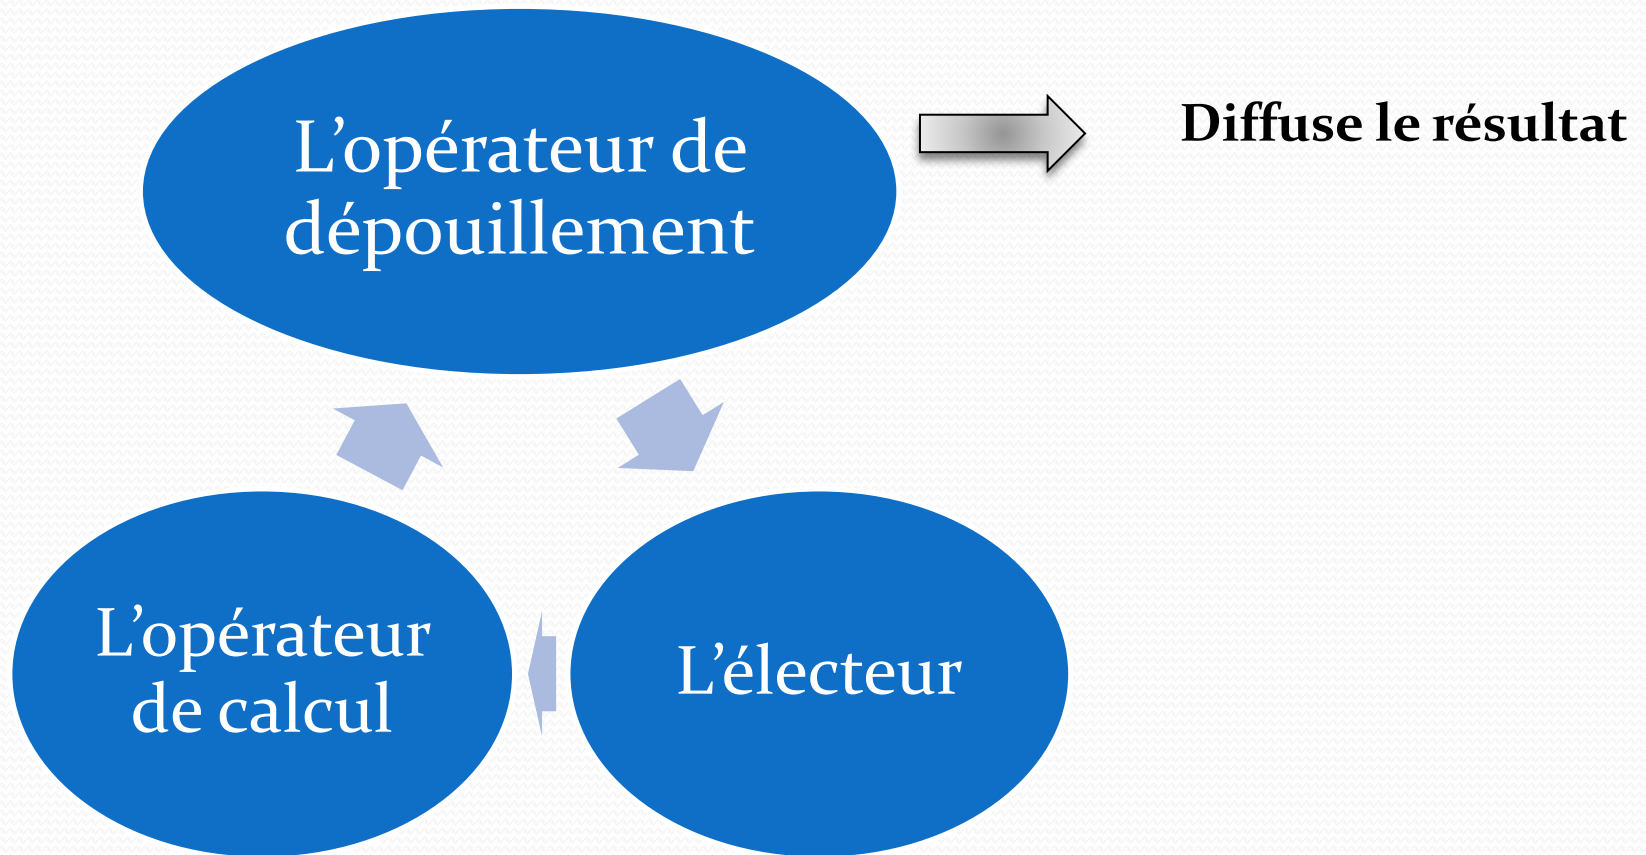 L’opérateur de
dépouillement
Diffuse le résultat
L’opérateur
de calcul
L’électeur